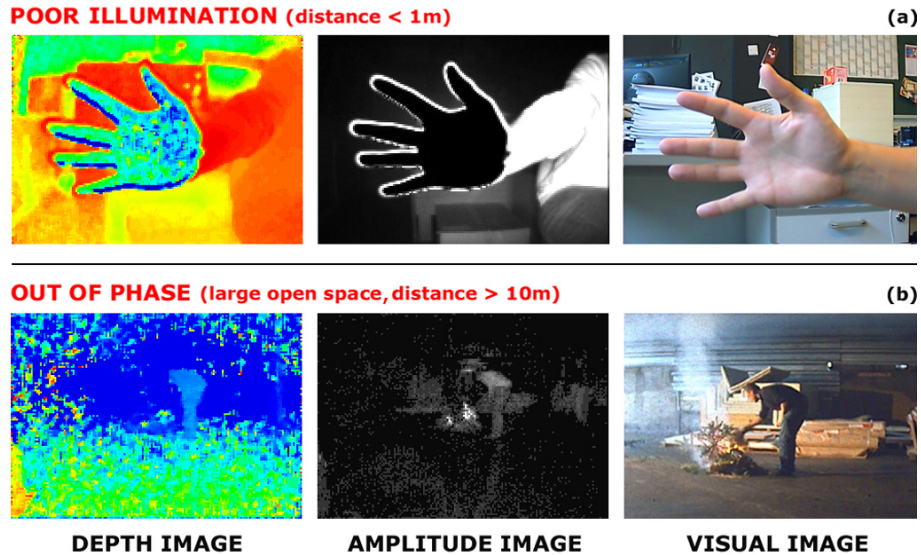 POOR ILLUMINATION (distance < 1m) (a)
OUT OF PHASE (large open space, distance > 10m) (b)
DEPTH IMAGE AMPLITUDE IMAGE VISUAL IMAGE